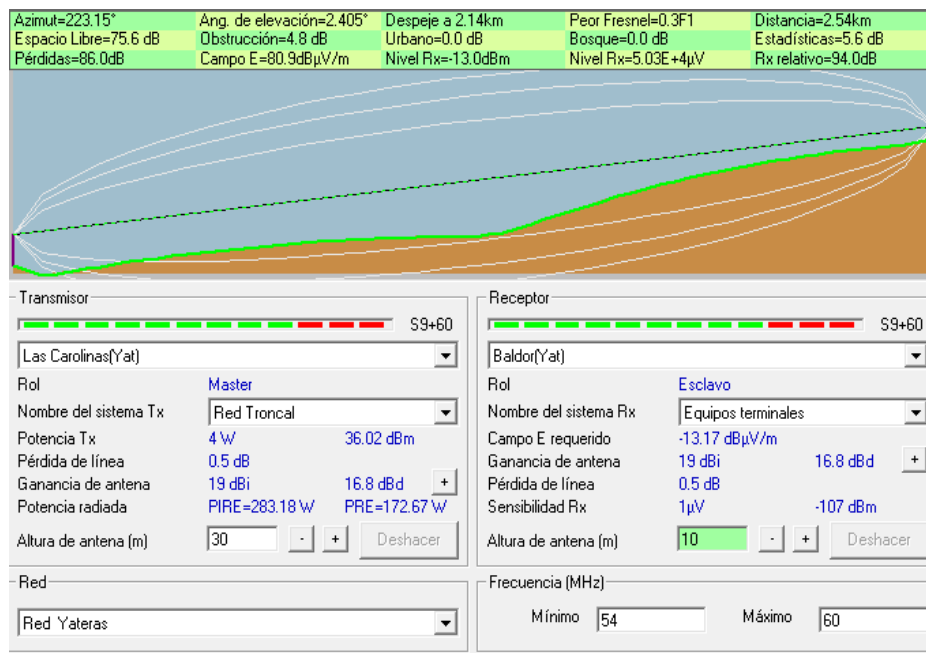 Azimut=223.15° Ang. de elevación=2.405° Despeje a 2.14km Peor Fresnel=0.3F1 Distancia=2.54km
Espacio Libre=75.6 dB Obstrucción=4.8 dB Urbano=0.0 dB Bosque=0.0 dB Estadísticas=5.6 dB
Pérdidas=86.0dB Campo E=80.9dBµV/m Nivel Rx=-13.0dBm Nivel Rx=5.03E+4µV Rx relativo=94.0dB
Transmisor
S9+60
Las Carolinas(Yat)
Rol Master
Nombre del sistema Tx Red Troncal
Potencia Tx 4 W 36.02 dBm
Pérdida de línea 0.5 dB
Ganancia de antena 19 dBi 16.8 dBd +
Potencia radiada PIRE=283.18 W PRE=172.67 W
Altura de antena (m) 30 - + Deshacer
Receptor
S9+60
Baldor(Yat)
Rol Esclavo
Nombre del sistema Rx Equipos terminales
Campo E requerido -13.17 dBµV/m
Ganancia de antena 19 dBi 16.8 dBd +
Pérdida de línea 0.5 dB
Sensibilidad Rx 1µV -107 dBm
Altura de antena (m) 10 - + Deshacer
Red
Red Yateras
Frecuencia (MHz)
Mínimo 54 Máximo 60